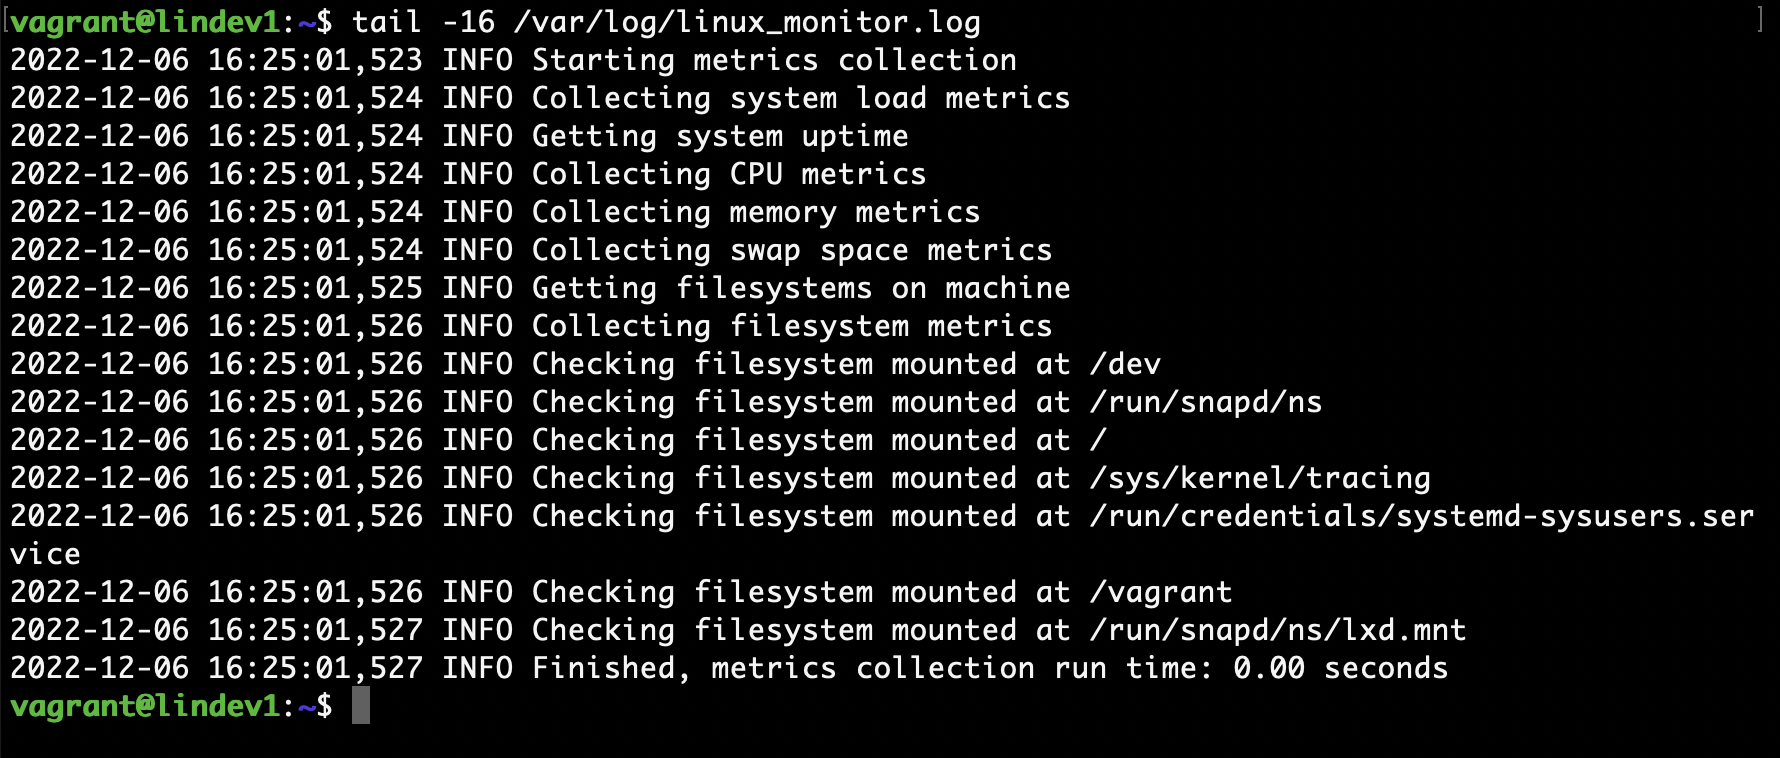 [vagrant@lindev1:~$ tail -16 /var/log/linux_monitor.log ]
2022-12-06 16:25:01,523 INFO Starting metrics collection
2022-12-06 16:25:01,524 INFO Collecting system load metrics
2022-12-06 16:25:01,524 INFO Getting system uptime
2022-12-06 16:25:01,524 INFO Collecting CPU metrics
2022-12-06 16:25:01,524 INFO Collecting memory metrics
2022-12-06 16:25:01,524 INFO Collecting swap space metrics
2022-12-06 16:25:01,525 INFO Getting filesystems on machine
2022-12-06 16:25:01,526 INFO Collecting filesystem metrics
2022-12-06 16:25:01,526 INFO Checking filesystem mounted at /dev
2022-12-06 16:25:01,526 INFO Checking filesystem mounted at /run/snapd/ns
2022-12-06 16:25:01,526 INFO Checking filesystem mounted at /
2022-12-06 16:25:01,526 INFO Checking filesystem mounted at /sys/kernel/tracing
2022-12-06 16:25:01,526 INFO Checking filesystem mounted at /run/credentials/systemd-sysusers.ser
vice
2022-12-06 16:25:01,526 INFO Checking filesystem mounted at /vagrant
2022-12-06 16:25:01,527 INFO Checking filesystem mounted at /run/snapd/ns/lxd.mnt
2022-12-06 16:25:01,527 INFO Finished, metrics collection run time: 0.00 seconds
vagrant@lindev1:~$